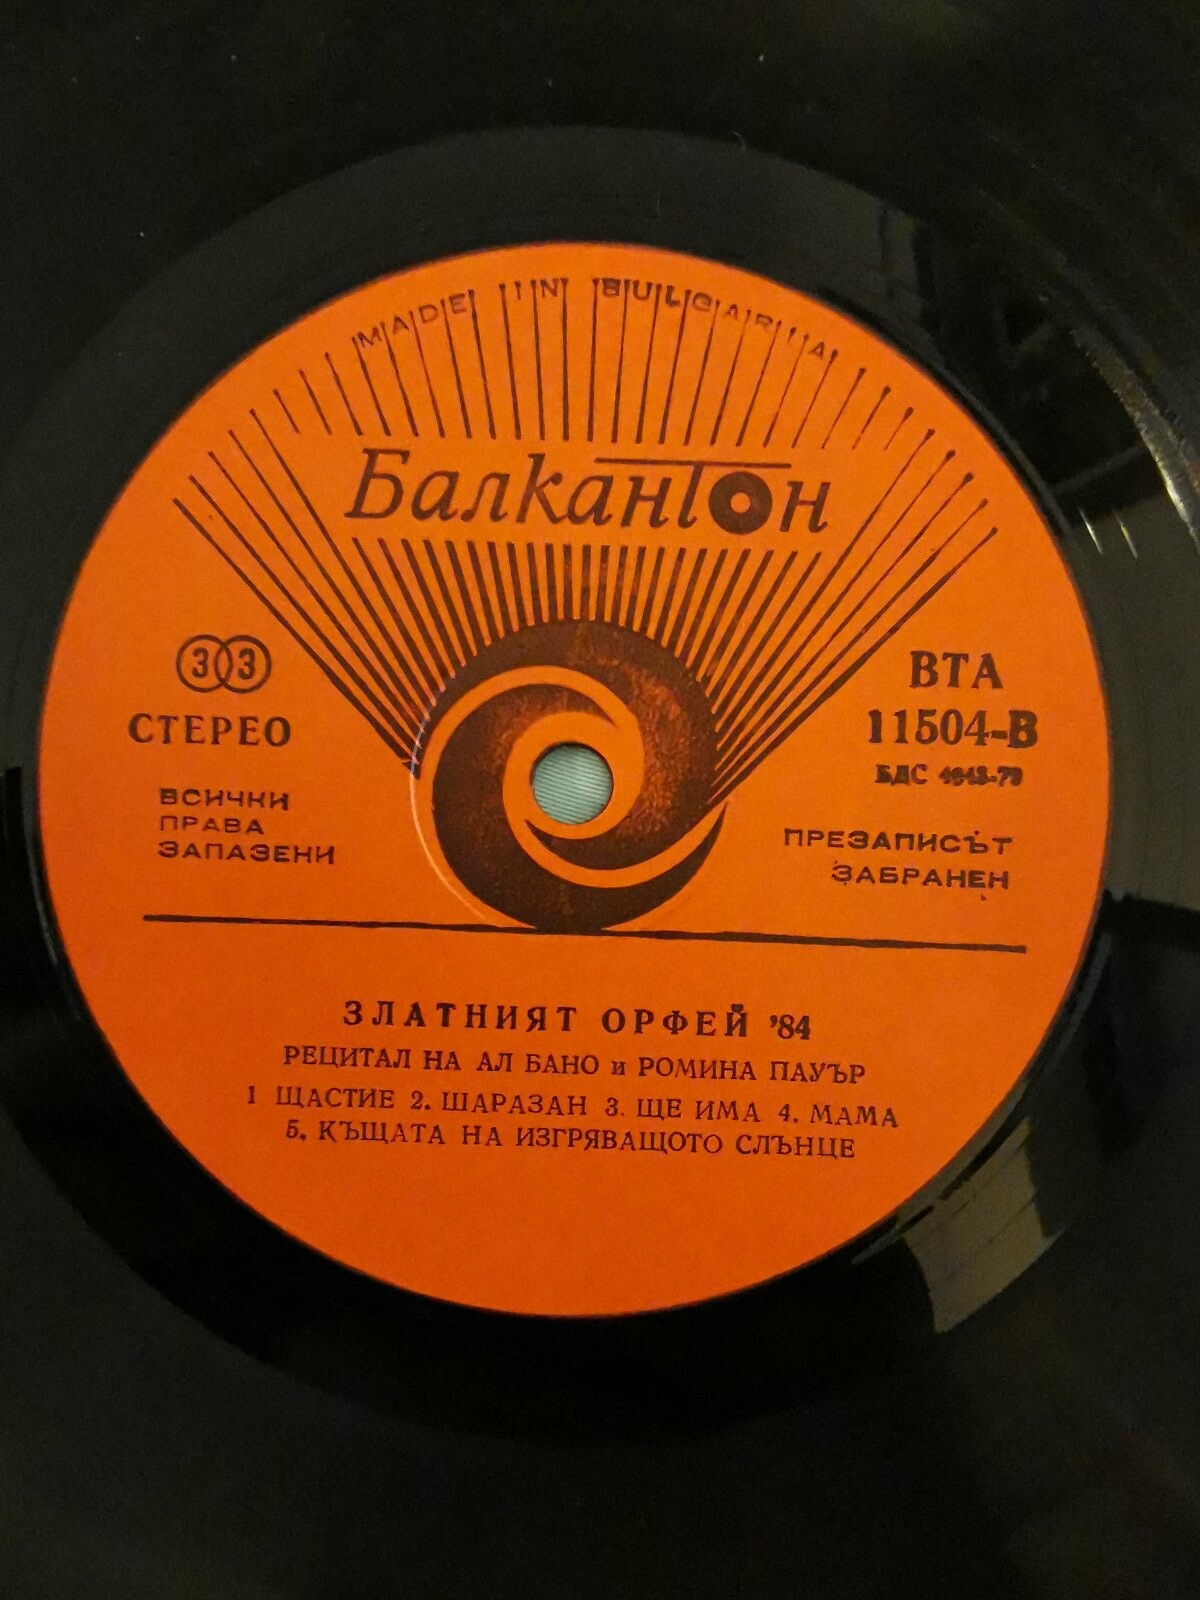 MADE IN BULGARIA
Балкантон
33
СТЕРЕО
ВСИЧКИ
ПРАВА
ЗАПАЗЕНИ
ВТА
11504-В
БДС
ПРЕЗАПИСЪТ
ЗАБРАНЕН
ЗЛАТНИЯТ ОРФЕЙ '84
РЕЦИТАЛ НА АЛ БАНО и РОМИНА ПАУЪР
1 ЩАСТИЕ 2. ШАРАЗАН 3. ЩЕ ИМА 4. МАМА
5. КЪЩАТА НА ИЗГРЯВАЩОТО СЛЪНЦЕ